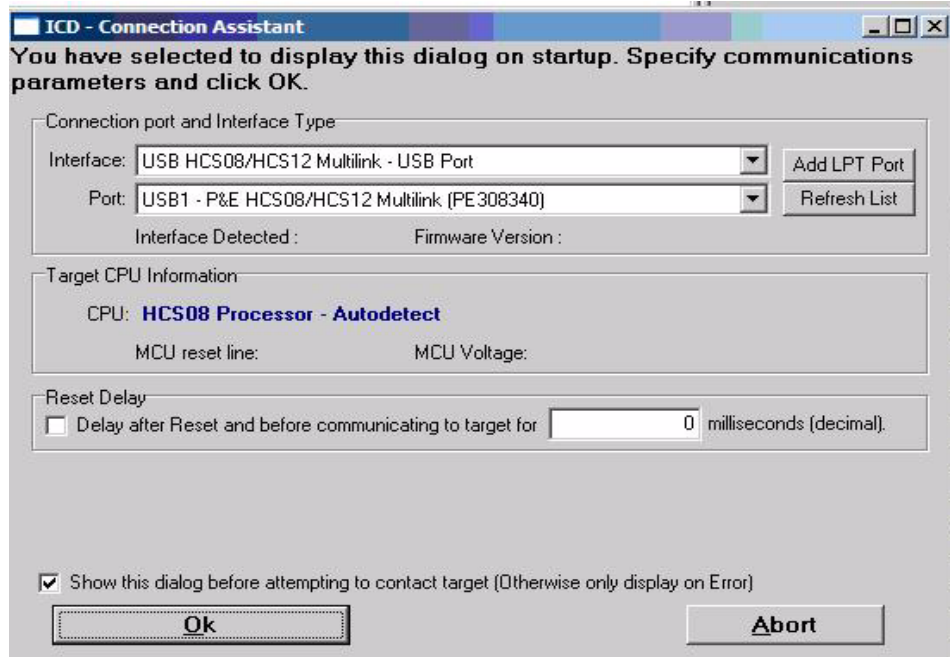 ICD - Connection Assistant
You have selected to display this dialog on startup. Specify communications
parameters and click OK.
Connection port and Interface Type
Interface: USB HCS08/HCS12 Multilink - USB Port Add LPT Port
Port: USB1 - P&E HCS08/HCS12 Multilink (PE308340) Refresh List
Interface Detected : Firmware Version :
Target CPU Information
CPU: HCS08 Processor - Autodetect
MCU reset line: MCU Voltage:
Reset Delay
Delay after Reset and before communicating to target for 0 milliseconds (decimal).
Show this dialog before attempting to contact target (Otherwise only display on Error)
Ok Abort